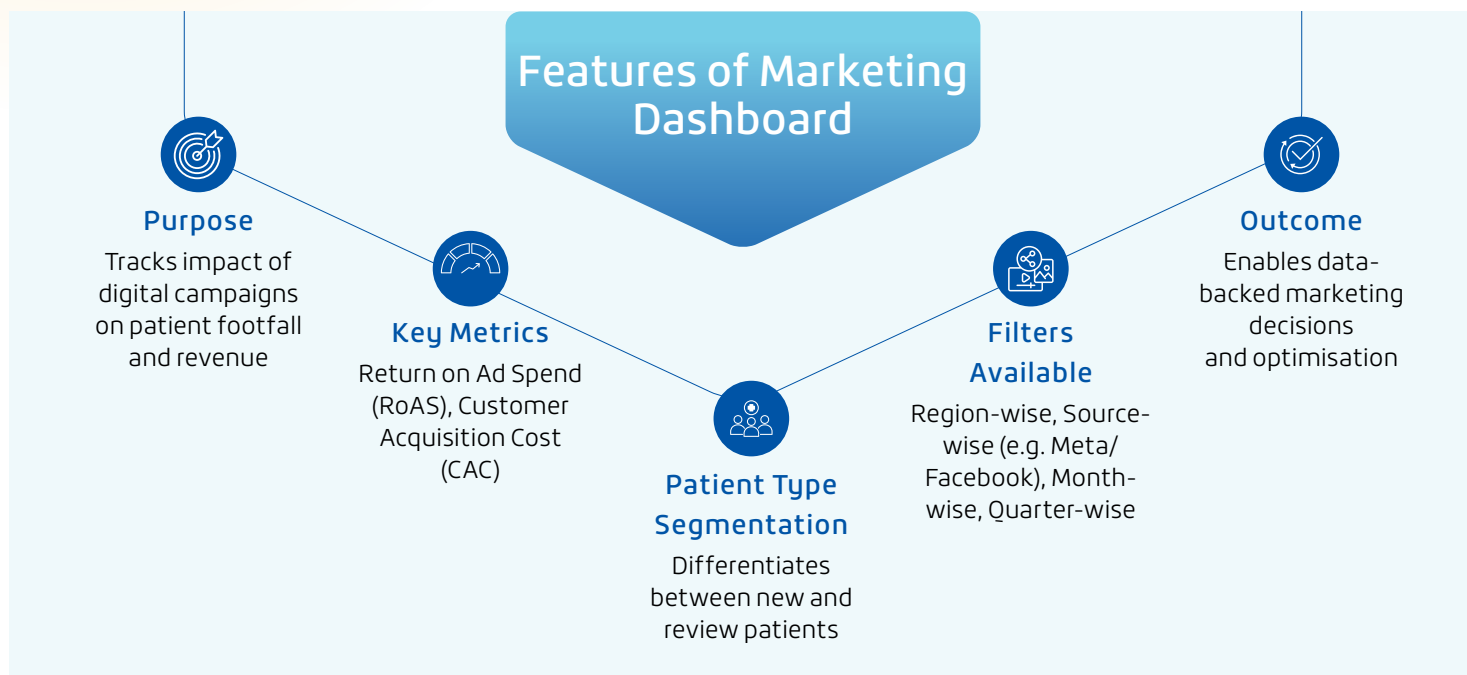 Features of Marketing
Dashboard
Purpose
Tracks impact of
digital campaigns
on patient footfall
and revenue
Key Metrics
Return on Ad Spend
(RoAS), Customer
Acquisition Cost
(CAC)
Patient Type
Segmentation
Differentiates
between new and
review patients
Filters
Available
Region-wise, Source-
wise (e.g. Meta/
Facebook), Month-
wise, Quarter-wise
Outcome
Enables data-
backed marketing
decisions
and optimisation